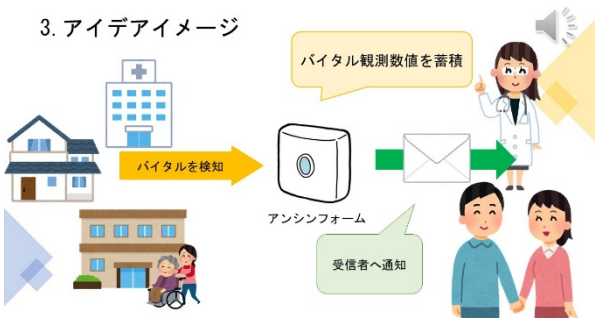 3. アイデアイメージ
バイタル観測数値を蓄積
バイタルを検知
アンシンフォーム
受信者へ通知